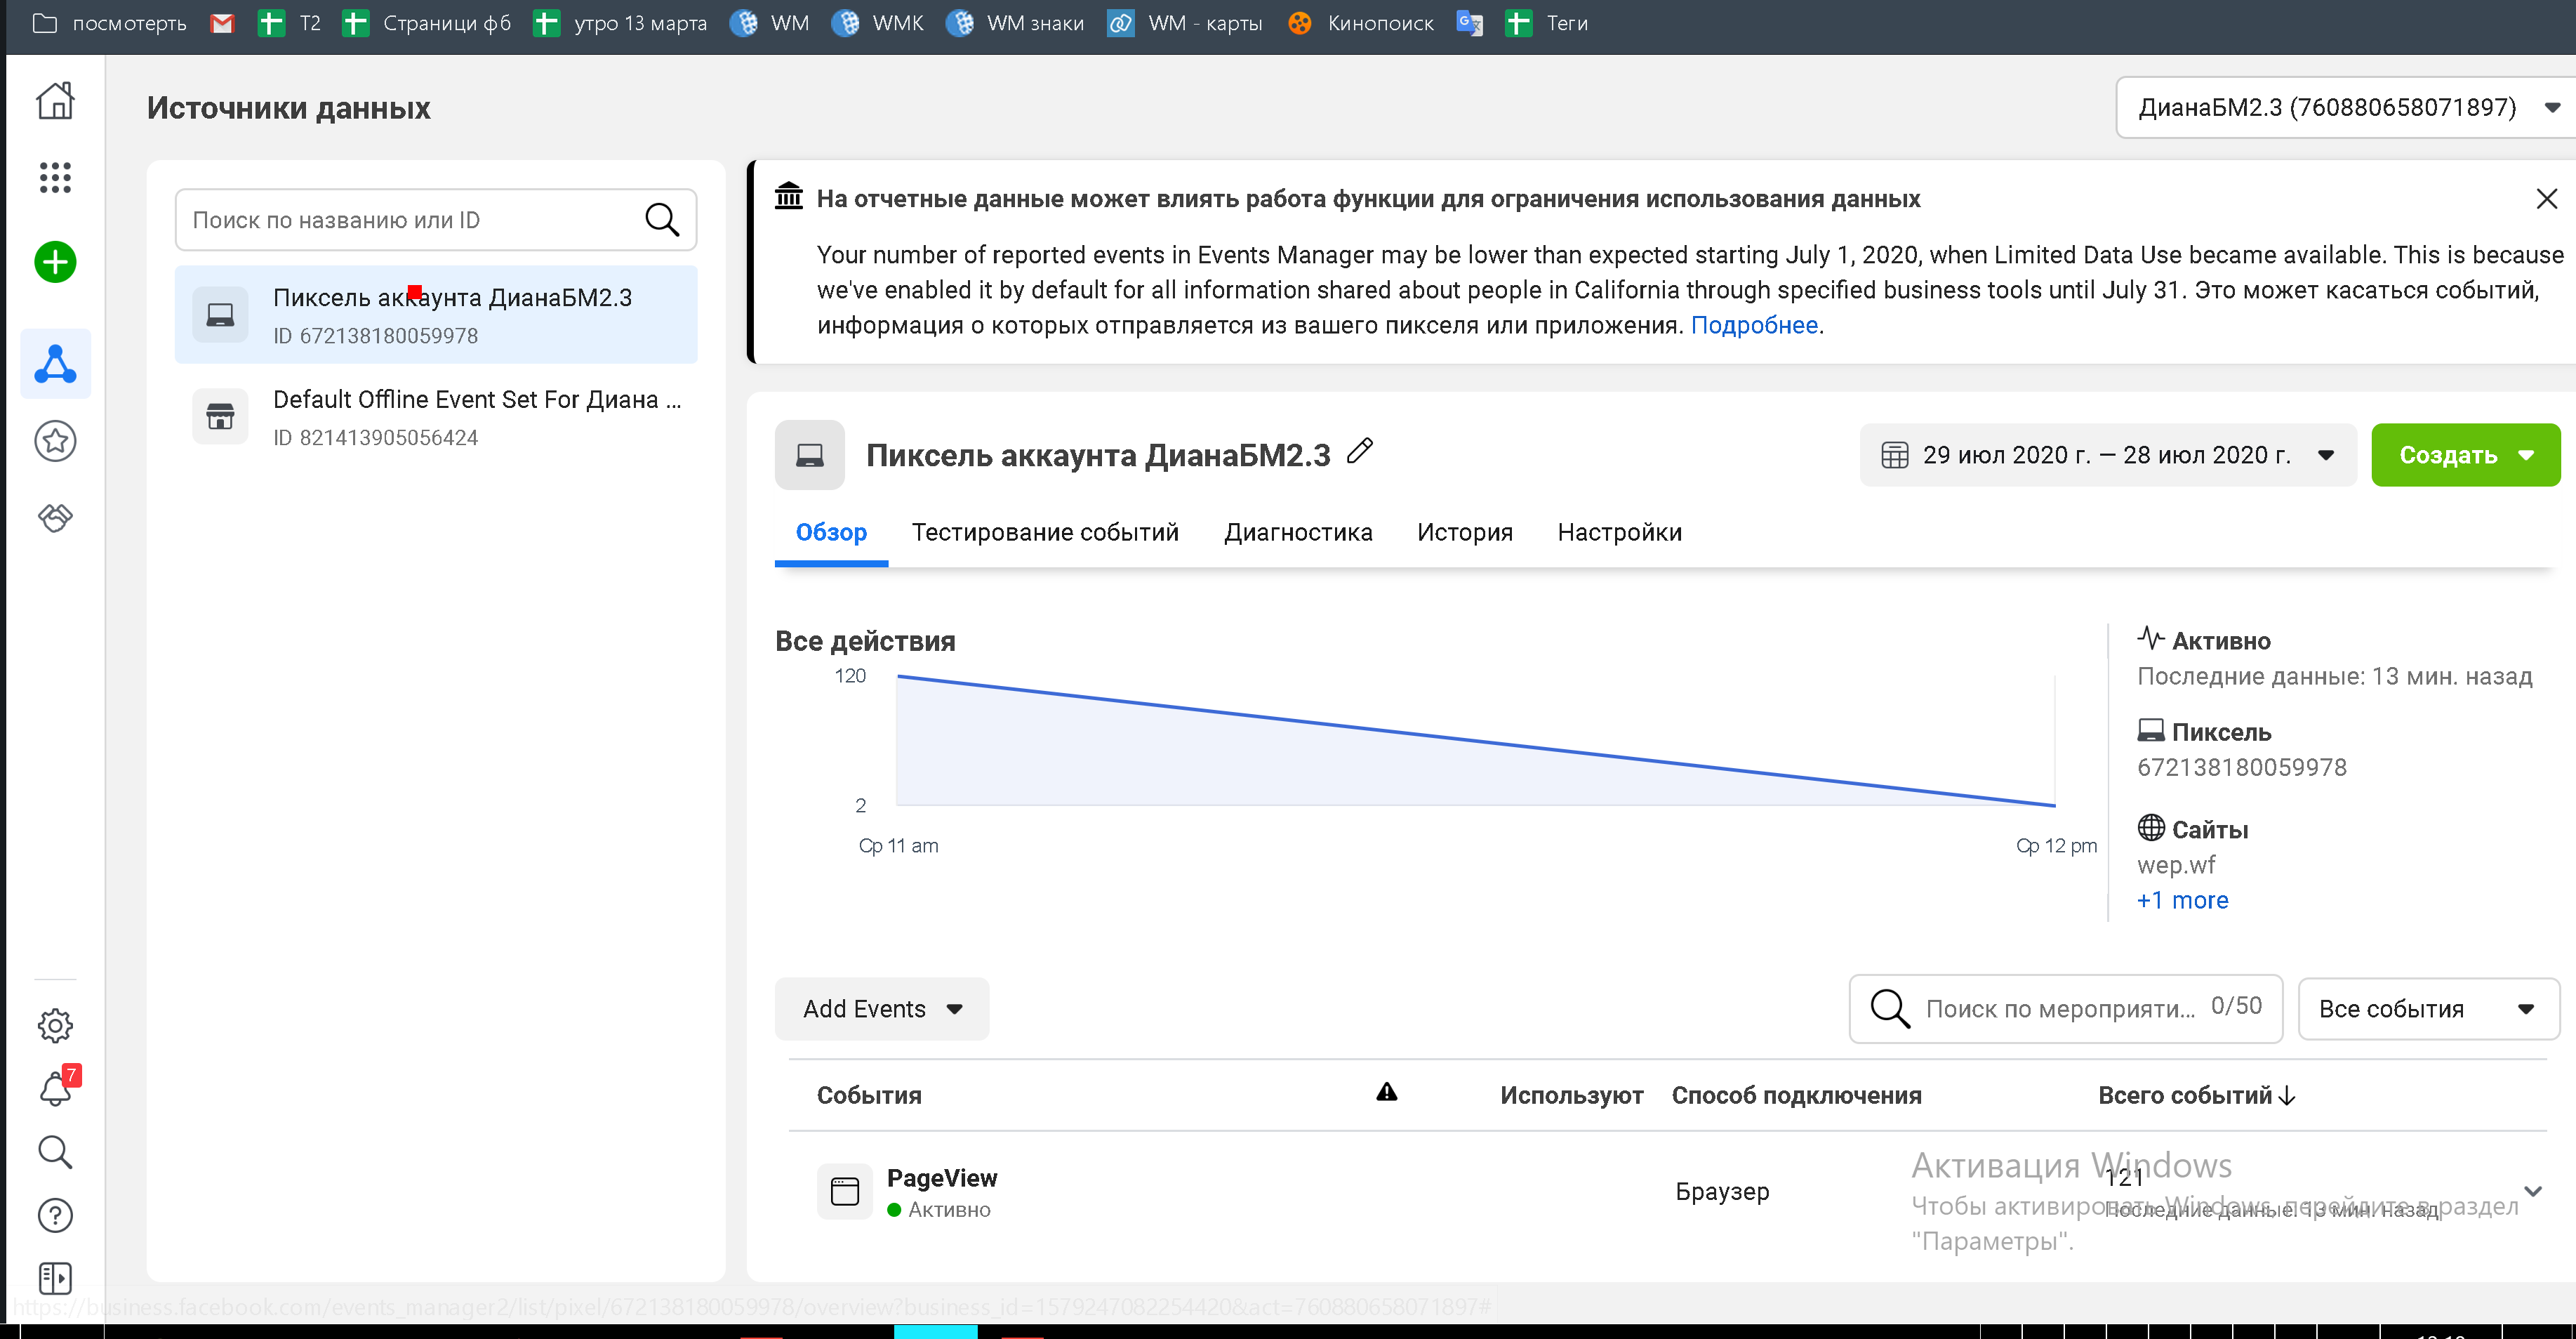 посмотерть T2 Страници фб утро 13 марта WM WMK WM знаки WM - карты Кинопоиск Теги
Источники данных
ДианаБМ2.3 (760880658071897)
Поиск по названию или ID
Пиксель аккаунта ДианаБМ2.3
ID 672138180059978
Default Offline Event Set For Диана ...
ID 821413905056424
На отчетные данные может влиять работа функции для ограничения использования данных
Your number of reported events in Events Manager may be lower than expected starting July 1, 2020, when Limited Data Use became available. This is because
we've enabled it by default for all information shared about people in California through specified business tools until July 31. Это может касаться событий,
информация о которых отправляется из вашего пикселя или приложения. Подробнее.
Пиксель аккаунта ДианаБМ2.3
29 июл 2020 г. — 28 июл 2020 г.
Создать
Обзор Тестирование событий Диагностика История Настройки
Все действия
120
2
Ср 11 am
Ср 12 pm
Активно
Последние данные: 13 мин. назад
Пиксель
672138180059978
Сайты
wep.wf
+1 more
Add Events
Поиск по мероприяти... 0/50
Все события
События Используют Способ подключения Всего событий
PageView
Активно
Браузер
121
Последние данные: 13 мин. назад
Активация Windows
Чтобы активировать Windows, перейдите в раздел
"Параметры".
7
https://business.facebook.com/events_manager2/list/pixel/672138180059978/overview?business_id=1579247082254420&act=760880658071897#